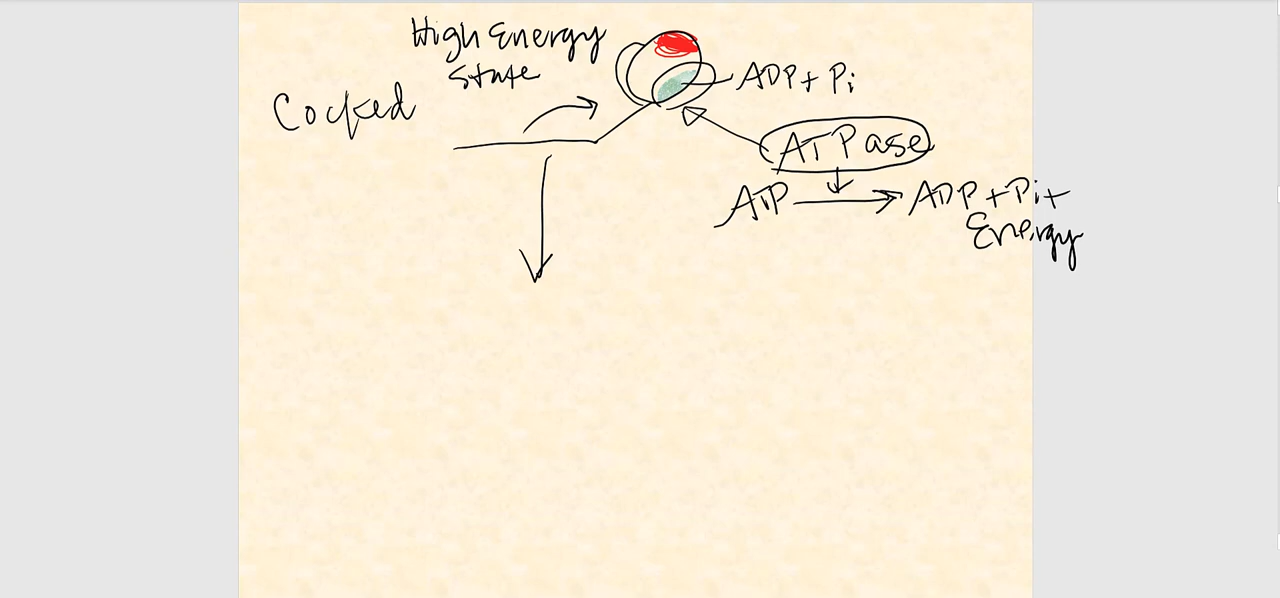 High Energy
State
Cocked
ADP + Pi
ATPase
ATP → ADP + Pi +
Energy